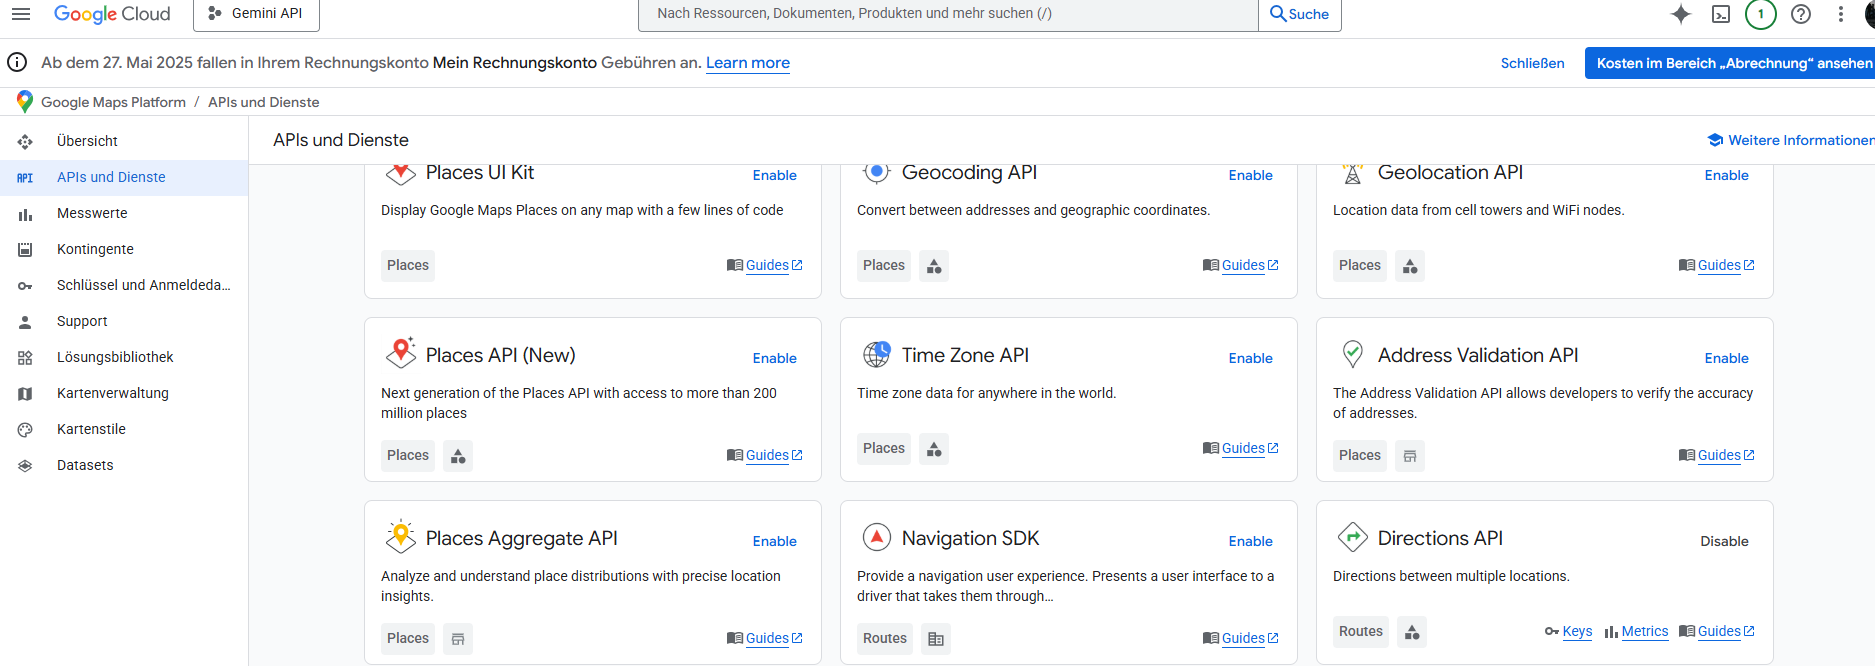 Google Cloud
Gemini API
Nach Ressourcen, Dokumenten, Produkten und mehr suchen (/)
Suche
1
Ab dem 27. Mai 2025 fallen in Ihrem Rechnungskonto Mein Rechnungskonto Gebühren an. Learn more
Schließen
Kosten im Bereich „Abrechnung“ ansehen
Google Maps Platform / APIs und Dienste
Übersicht
API APIs und Dienste
Messwerte
Kontingente
Schlüssel und Anmeldeda...
Support
Lösungsbibliothek
Kartenverwaltung
Kartenstile
Datasets
APIs und Dienste
Weitere Informationen
Places UI Kit
Enable
Display Google Maps Places on any map with a few lines of code
Places
Guides
Geocoding API
Enable
Convert between addresses and geographic coordinates.
Places
Guides
Geolocation API
Enable
Location data from cell towers and WiFi nodes.
Places
Guides
Places API (New)
Enable
Next generation of the Places API with access to more than 200
million places
Places
Guides
Time Zone API
Enable
Time zone data for anywhere in the world.
Places
Guides
Address Validation API
Enable
The Address Validation API allows developers to verify the accuracy
of addresses.
Places
Guides
Places Aggregate API
Enable
Analyze and understand place distributions with precise location
insights.
Places
Guides
Navigation SDK
Enable
Provide a navigation user experience. Presents a user interface to a
driver that takes them through...
Routes
Guides
Directions API
Disable
Directions between multiple locations.
Routes
Keys
Metrics
Guides